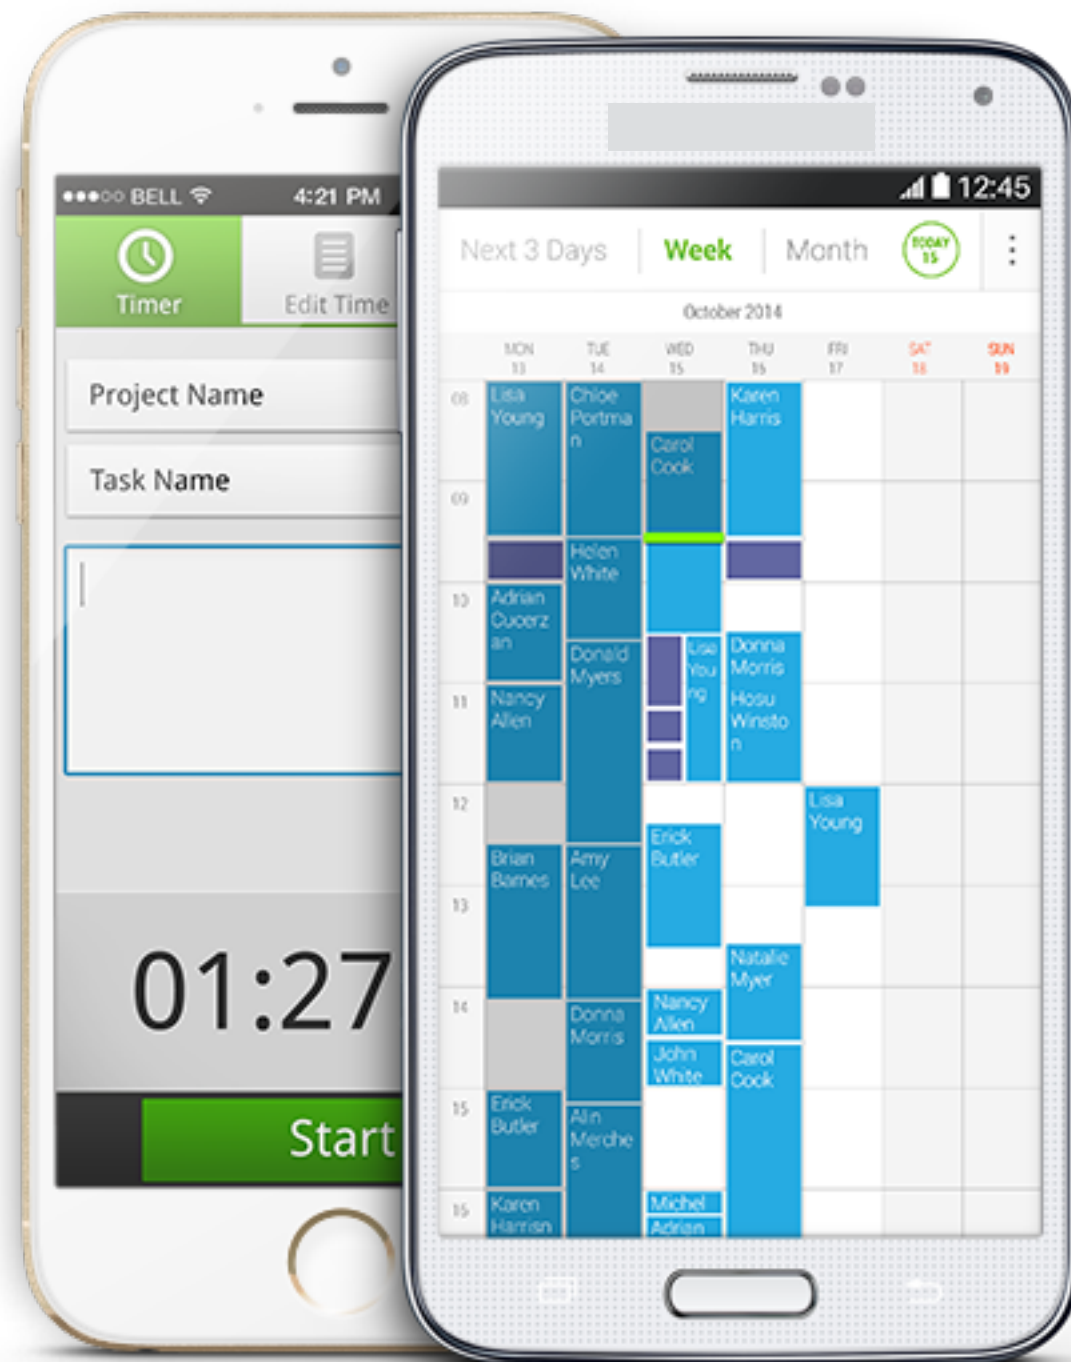 BELL
4:21 PM
Timer
Edit Time
Project Name
Task Name
01:27
Start
12:45
Next 3 Days
Week
Month
TODAY
15
October 2014
MON
TUE
WED
THU
FRI
SAT
SUN
13
14
15
16
17
18
19
08
09
10
11
12
13
14
15
15
Lisa
Young
Adrian
Cucerz
an
Nancy
Allen
Brian
Barnes
Erick
Butler
Karen
Harrisn
Chloe
Portma
n
Helen
White
Donald
Myers
Amy
Lee
Donna
Morris
Alin
Merche
s
Carol
Cook
Lisa
You
ng
Erick
Butler
Nancy
Allen
John
White
Michel
Adrian
Karen
Harris
Donna
Morris
Hosu
Winsto
n
Natalie
Myer
Carol
Cook
Lisa
Young